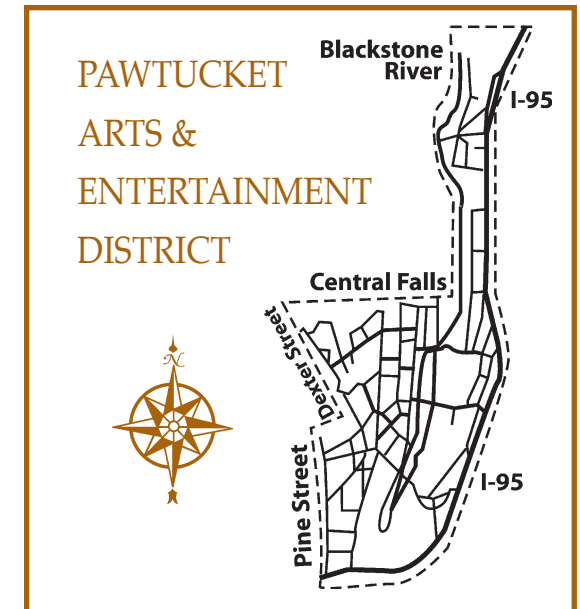 PAWTUCKET
ARTS &
ENTERTAINMENT
DISTRICT
Blackstone
River
I-95
Central Falls
Dexter Street
N
Pine Street
I-95